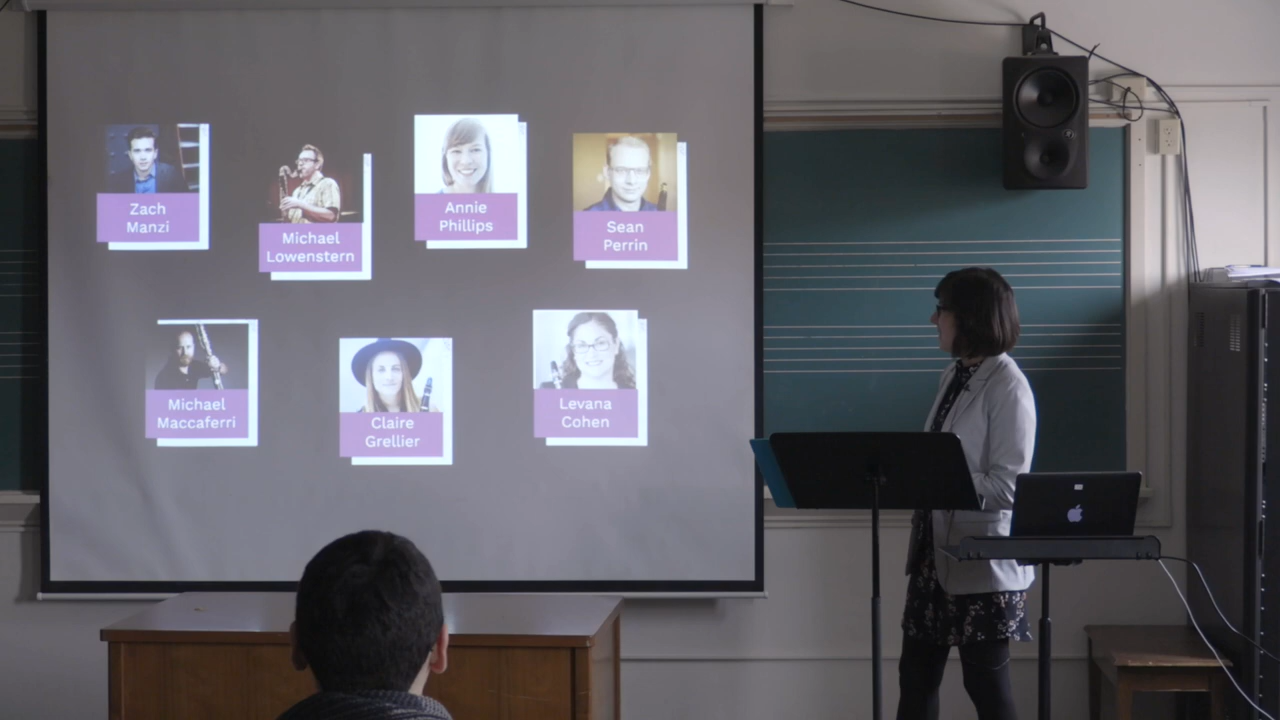 Zach
Manzi
Michael
Lowenstern
Annie
Phillips
Sean
Perrin
Michael
Maccaferri
Claire
Grellier
Levana
Cohen